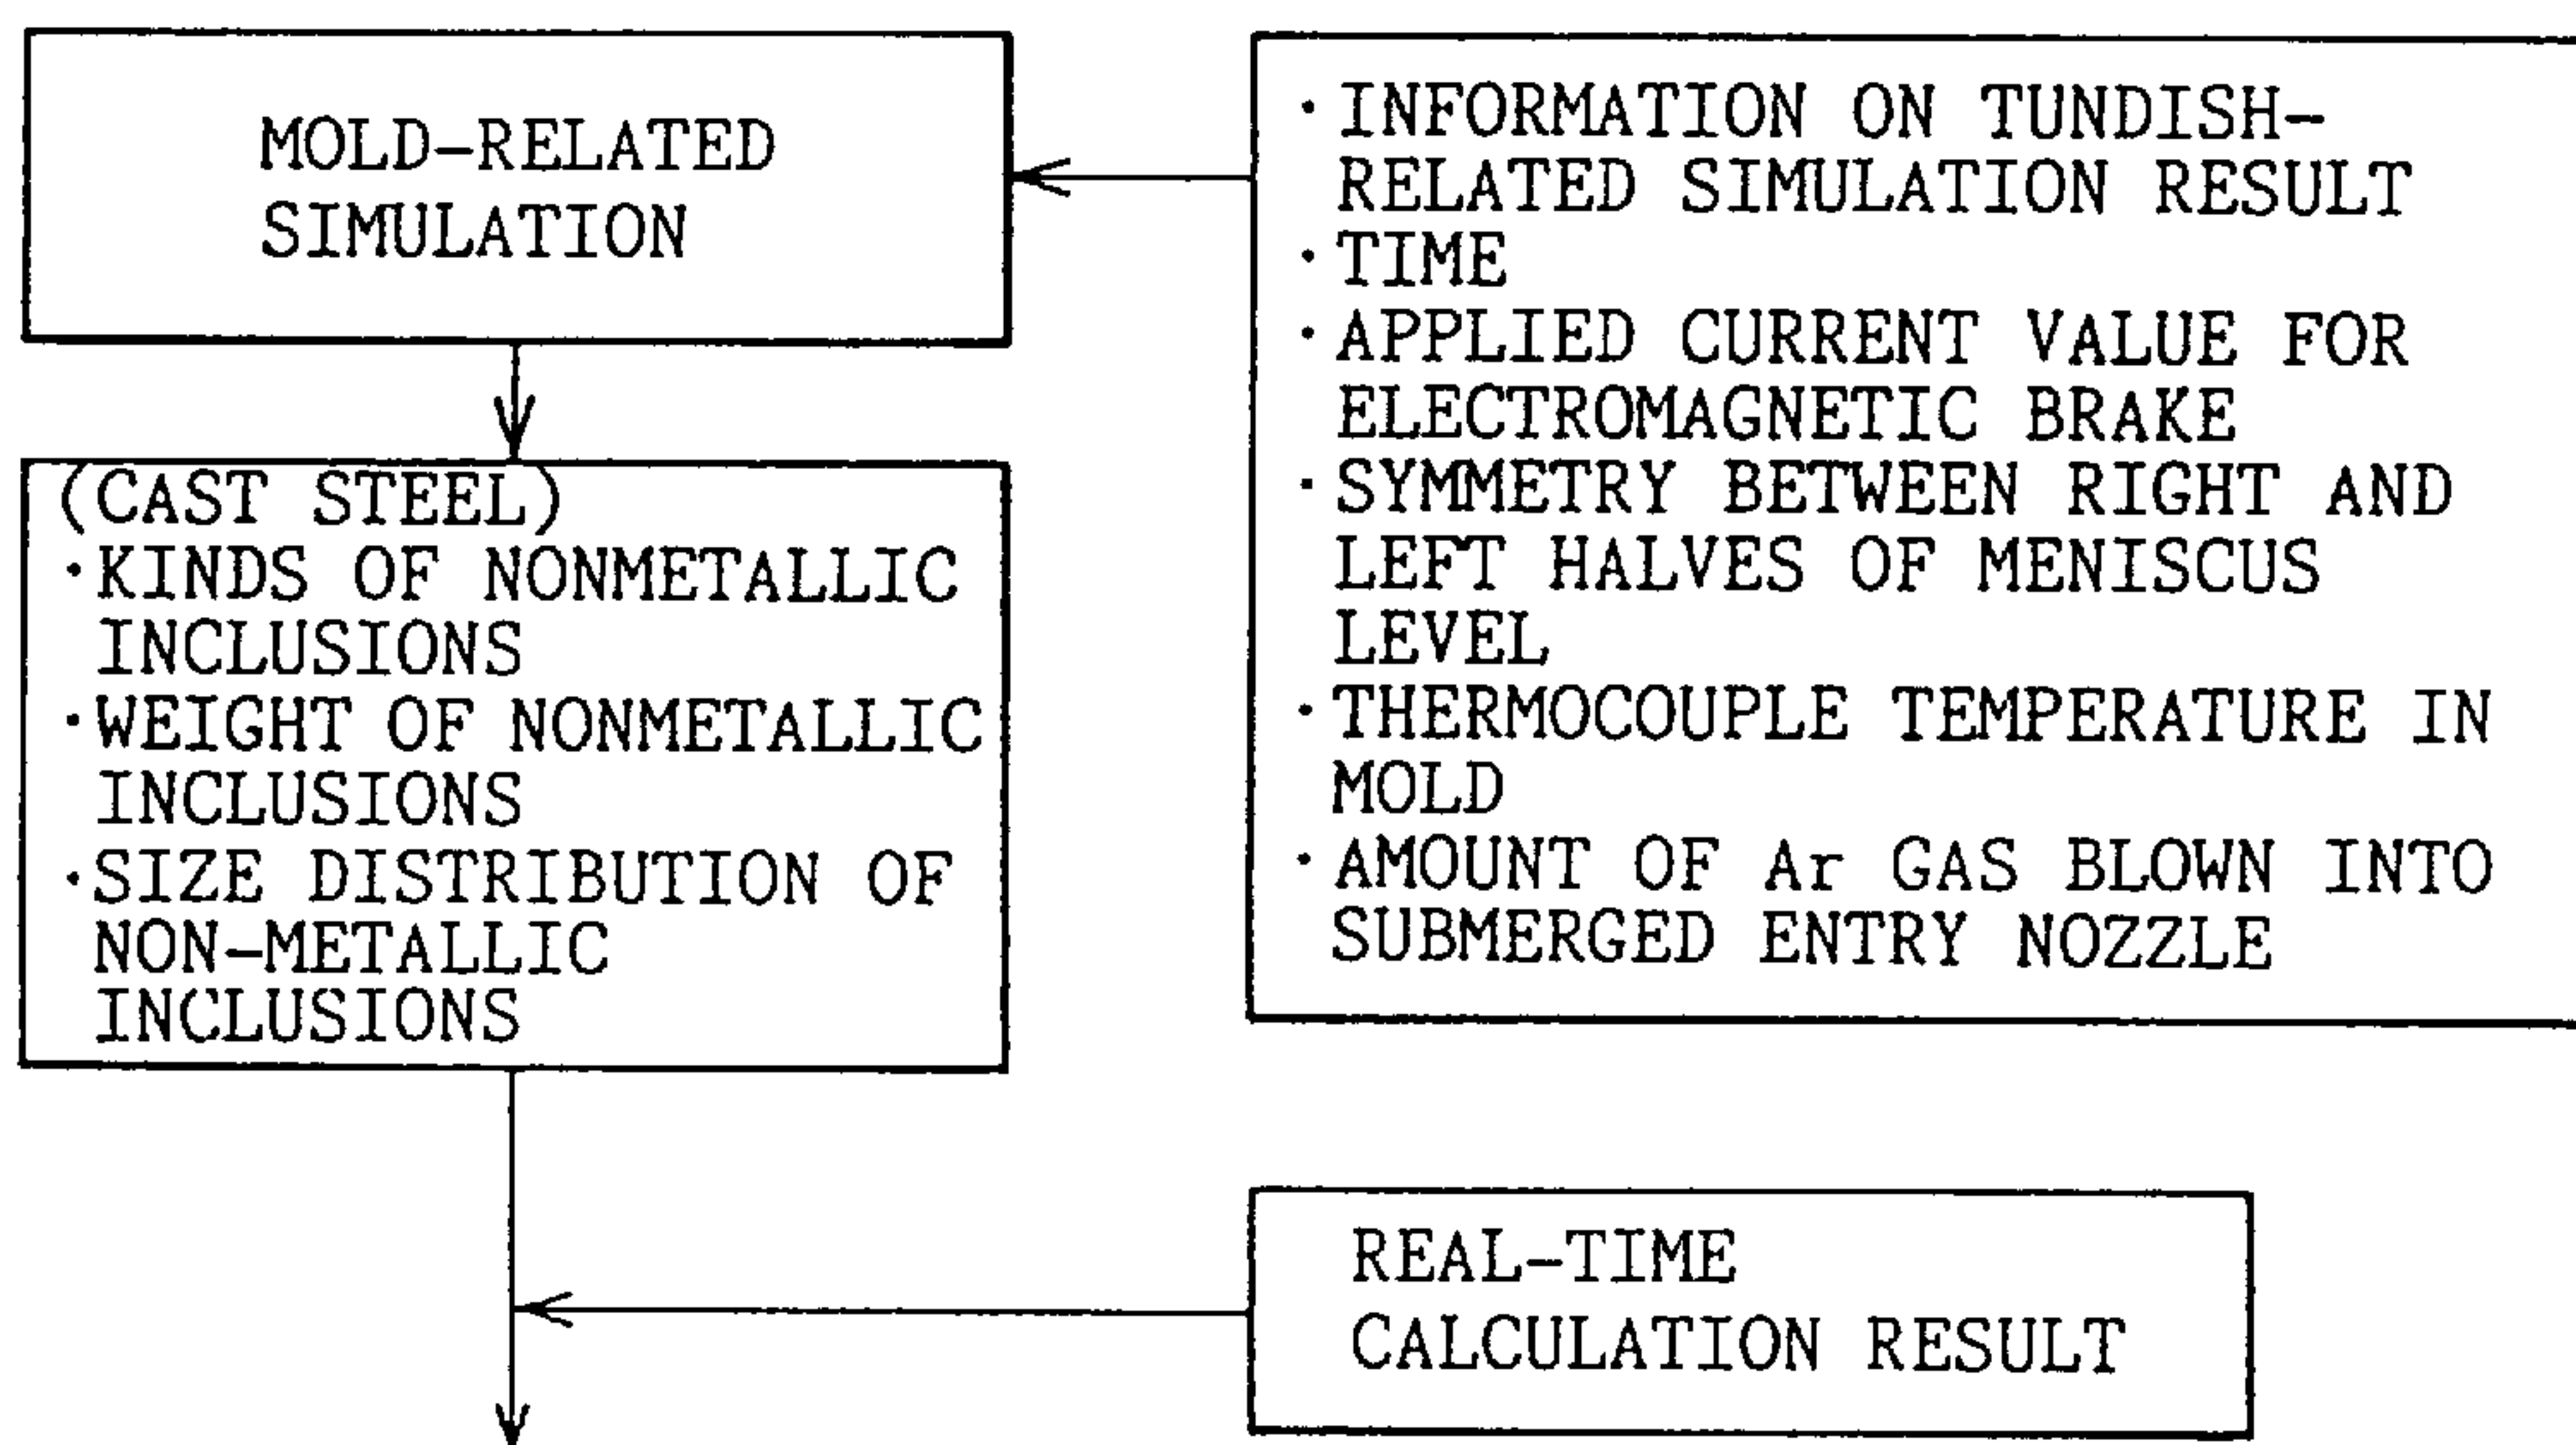 MOLD-RELATED
SIMULATION
·INFORMATION ON TUNDISH-
RELATED SIMULATION RESULT
·TIME
·APPLIED CURRENT VALUE FOR
ELECTROMAGNETIC BRAKE
·SYMMETRY BETWEEN RIGHT AND
LEFT HALVES OF MENISCUS
LEVEL
·THERMOCOUPLE TEMPERATURE IN
MOLD
·AMOUNT OF Ar GAS BLOWN INTO
SUBMERGED ENTRY NOZZLE
(CAST STEEL)
·KINDS OF NONMETALLIC
INCLUSIONS
·WEIGHT OF NONMETALLIC
INCLUSIONS
·SIZE DISTRIBUTION OF
NON-METALLIC
INCLUSIONS
REAL-TIME
CALCULATION RESULT